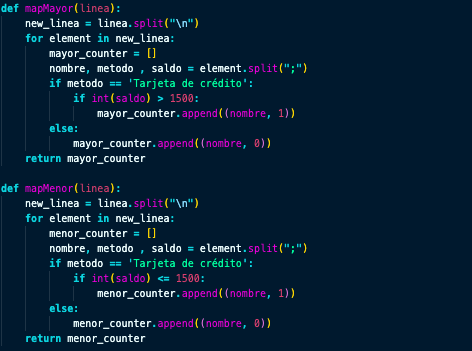 def mapMayor(linea):
    new_linea = linea.split("\n")
    for element in new_linea:
        mayor_counter = []
        nombre, metodo , saldo = element.split(";")
        if metodo == 'Tarjeta de crédito':
            if int(saldo) > 1500:
                mayor_counter.append((nombre, 1))
        else:
            mayor_counter.append((nombre, 0))
    return mayor_counter

def mapMenor(linea):
    new_linea = linea.split("\n")
    for element in new_linea:
        menor_counter = []
        nombre, metodo , saldo = element.split(";")
        if metodo == 'Tarjeta de crédito':
            if int(saldo) <= 1500:
                menor_counter.append((nombre, 1))
        else:
            menor_counter.append((nombre, 0))
    return menor_counter